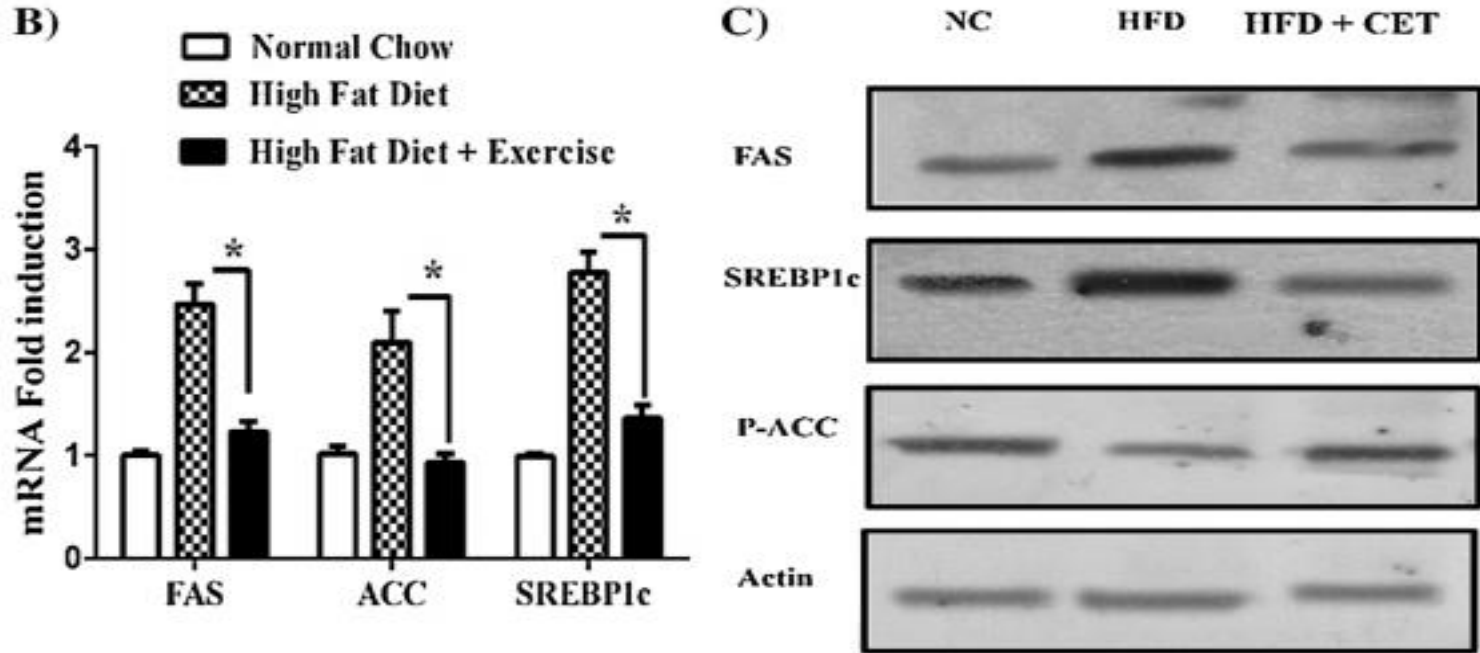 B)
Normal Chow
High Fat Diet
High Fat Diet + Exercise
mRNA Fold induction
4
3
2
1
0
*
*
*
FAS
ACC
SREBP1c
C)
NC
HFD
HFD + CET
FAS
SREBP1c
P-ACC
Actin